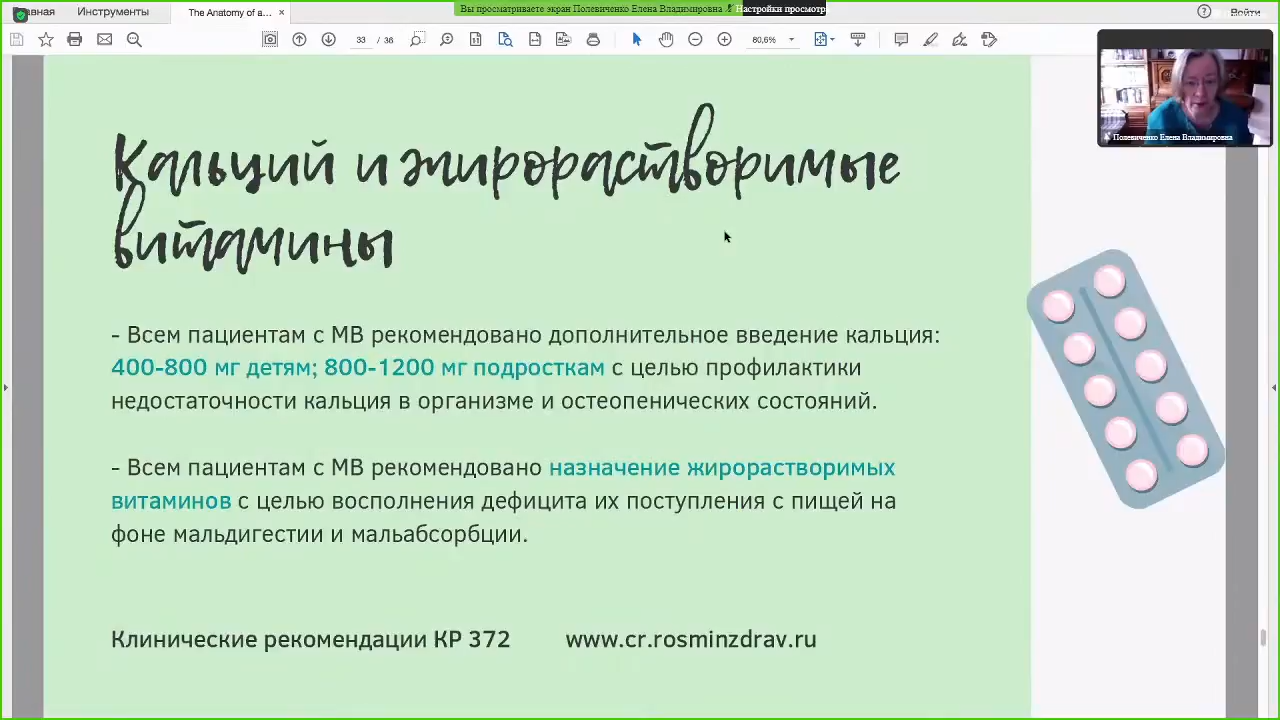 Вы просматриваете экран Полевиченко Елена Владимировна
Настройки просмотр
авная
Инструменты
The Anatomy of a...
×
Войти
33 / 36
80,6%
Полевиченко Елена Владимировна
Кальций и жирорастворимые
витамины
- Всем пациентам с МВ рекомендовано дополнительное введение кальция:
400-800 мг детям; 800-1200 мг подросткам с целью профилактики
недостаточности кальция в организме и остеопенических состояний.
- Всем пациентам с МВ рекомендовано назначение жирорастворимых
витаминов с целью восполнения дефицита их поступления с пищей на
фоне мальдигестии и мальабсорбции.
Клинические рекомендации КР 372 www.cr.rosminzdrav.ru